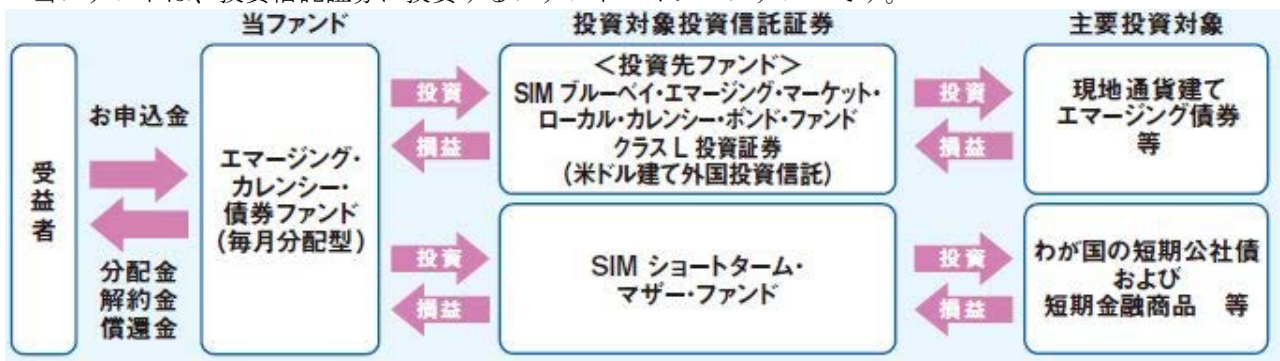 当ファンド
投資対象投資信託証券
主要投資対象
受益者
お申込金
分配金
解約金
償還金
エマージング・
カレンシー・
債券ファンド
(毎月分配型)
投資
損益
<投資先ファンド>
SIM ブルーベイ・エマージング・マーケット・
ローカル・カレンシー・ボンド・ファンド
クラス L 投資証券
(米ドル建て外国投資信託)
投資
損益
現地通貨建て
エマージング債券
等
投資
損益
SIM ショートターム・
マザー・ファンド
投資
損益
わが国の短期公社債
および
短期金融商品 等